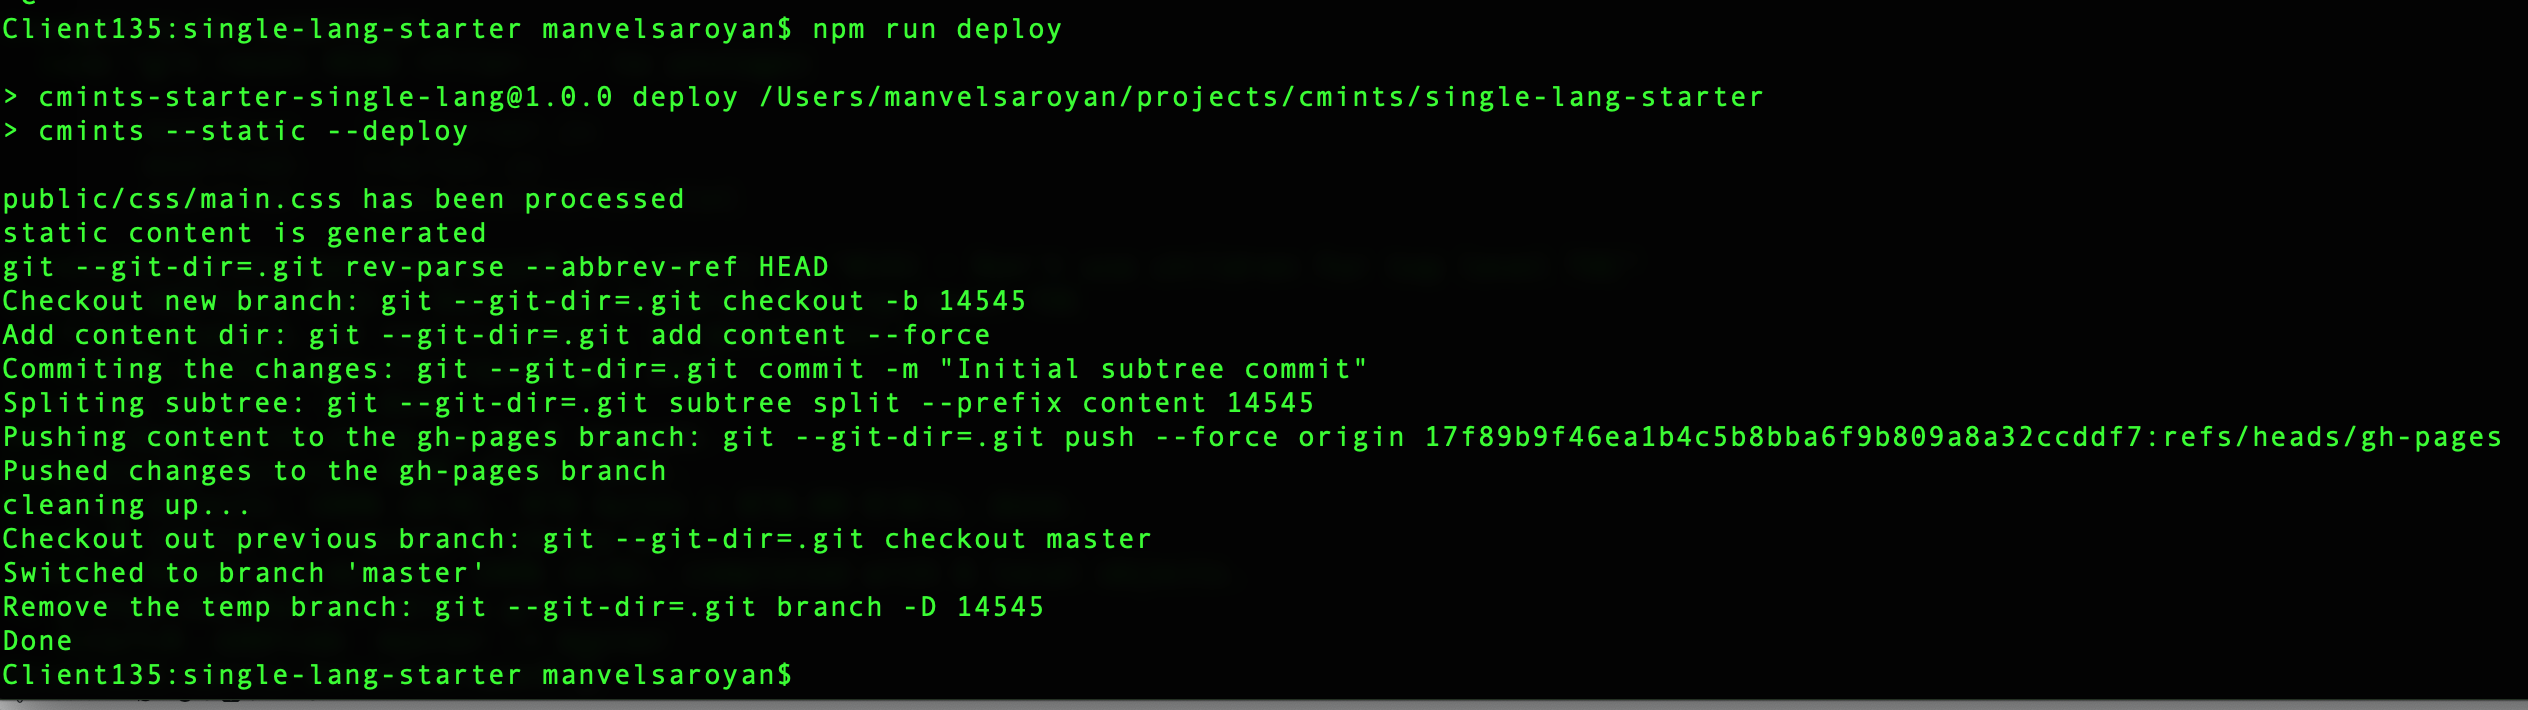 Client135:single-lang-starter manvelsaroyan$ npm run deploy
> cmints-starter-single-lang@1.0.0 deploy /Users/manvelsaroyan/projects/cmints/single-lang-starter
> cmints --static --deploy
public/css/main.css has been processed
static content is generated
git --git-dir=.git rev-parse --abbrev-ref HEAD
Checkout new branch: git --git-dir=.git checkout -b 14545
Add content dir: git --git-dir=.git add content --force
Commiting the changes: git --git-dir=.git commit -m "Initial subtree commit"
Spliting subtree: git --git-dir=.git subtree split --prefix content 14545
Pushing content to the gh-pages branch: git --git-dir=.git push --force origin 17f89b9f46ea1b4c5b8bba6f9b809a8a32ccddf7:refs/heads/gh-pages
Pushed changes to the gh-pages branch
cleaning up...
Checkout out previous branch: git --git-dir=.git checkout master
Switched to branch 'master'
Remove the temp branch: git --git-dir=.git branch -D 14545
Done
Client135:single-lang-starter manvelsaroyan$